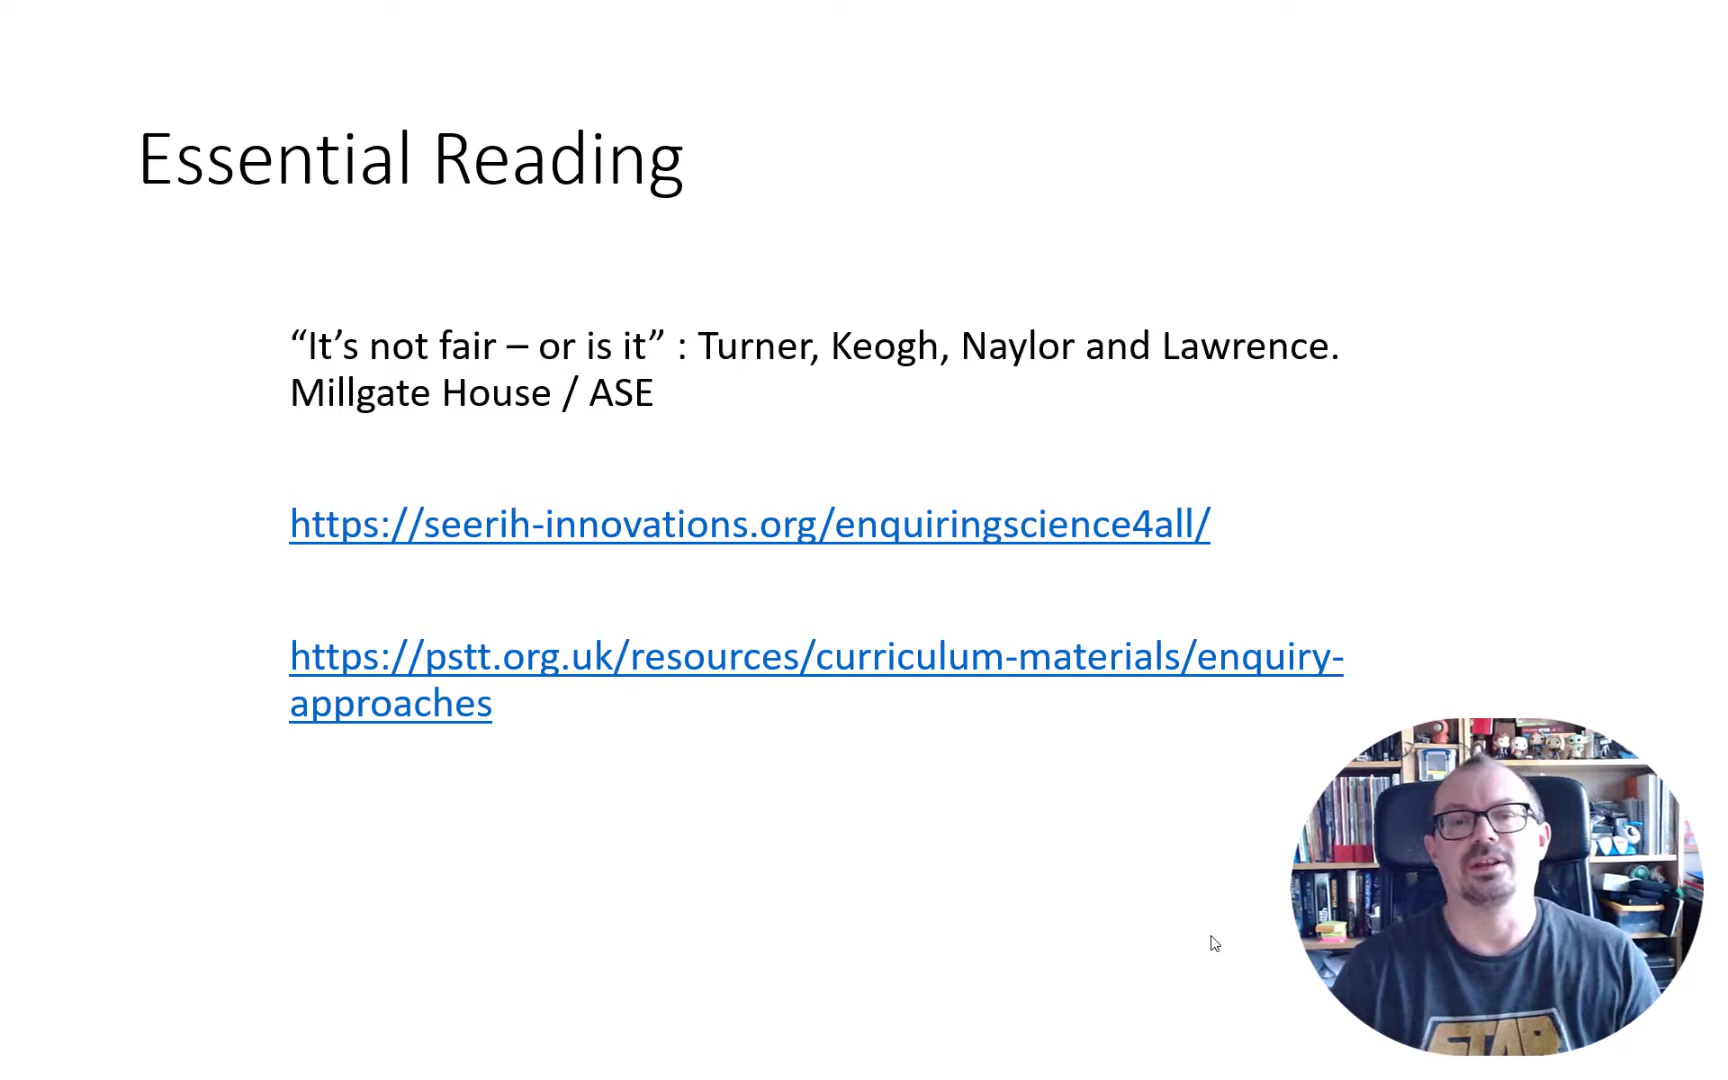 Essential Reading
“It’s not fair – or is it” : Turner, Keogh, Naylor and Lawrence.
Millgate House / ASE
https://seerih-innovations.org/enquiringscience4all/
https://pstt.org.uk/resources/curriculum-materials/enquiry-
approaches
STAR